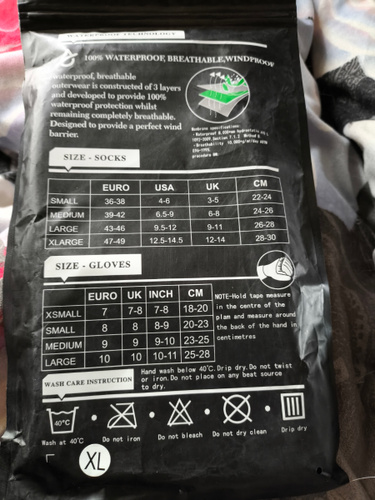 WATERPROOF TECHNOLOGY
100% WATERPROOF, BREATHABLE,WINDPROOF
waterproof, breathable
outerwear is constructed of 3 layers
and developed to provide 100%
waterproof protection whilst
remaining completely breathable.
Designed to provide a perfect wind
barrier.
Membrane specifications:
SIZE - SOCKS
EURO USA UK CM
SMALL 36-38 4-6 3-5 22-24
MEDIUM 39-42 6.5-9 6-8 24-26
LARGE 43-46 9.5-12 9-11 26-28
XLARGE 47-49 12.5-14.5 12-14 28-30
SIZE - GLOVES
EURO UK INCH CM
XSMALL 7 7-8 7-8 18-20
SMALL 8 8 8-9 20-23
MEDIUM 9 9 9-10 23-25
LARGE 10 10 10-11 25-28
NOTE-Hold tape measure
in the centre of the
plam and measure around
the back of the hand in
centimetres
WASH CARE INSTRUCTION
Hand wash below 40℃. Drip dry. Do not twist
or iron. Do not place on any beat source
to dry.
40°C
Wash at 40℃ Do not iron Do not bleach Do not dry clean Drip dry
XL